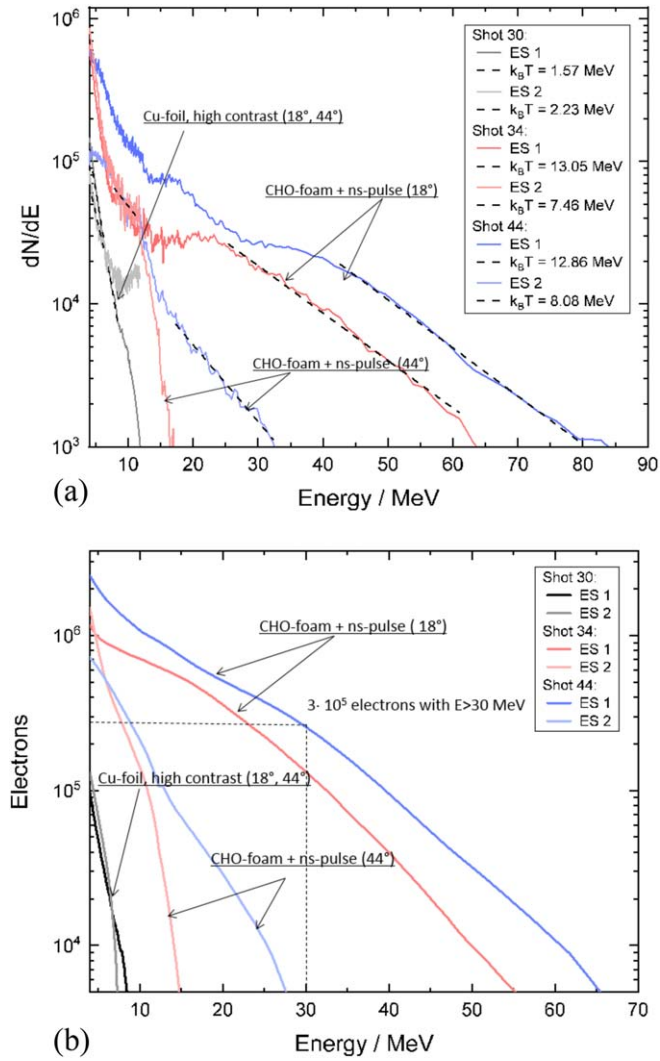 10^6
10^5
10^4
10^3
dN/dE
Cu-foil, high contrast (18°, 44°)
CHO-foam + ns-pulse (18°)
CHO-foam + ns-pulse (44°)
Shot 30:
ES 1
k_BT = 1.57 MeV
ES 2
k_BT = 2.23 MeV
Shot 34:
ES 1
k_BT = 13.05 MeV
ES 2
k_BT = 7.46 MeV
Shot 44:
ES 1
k_BT = 12.86 MeV
ES 2
k_BT = 8.08 MeV
10 20 30 40 50 60 70 80 90
Energy / MeV
(a)
10^6
10^5
10^4
Electrons
CHO-foam + ns-pulse ( 18°)
3· 10^5 electrons with E>30 MeV
Cu-foil, high contrast (18°, 44°)
CHO-foam + ns-pulse (44°)
Shot 30:
ES 1
ES 2
Shot 34:
ES 1
ES 2
Shot 44:
ES 1
ES 2
10 20 30 40 50 60 70
Energy / MeV
(b)